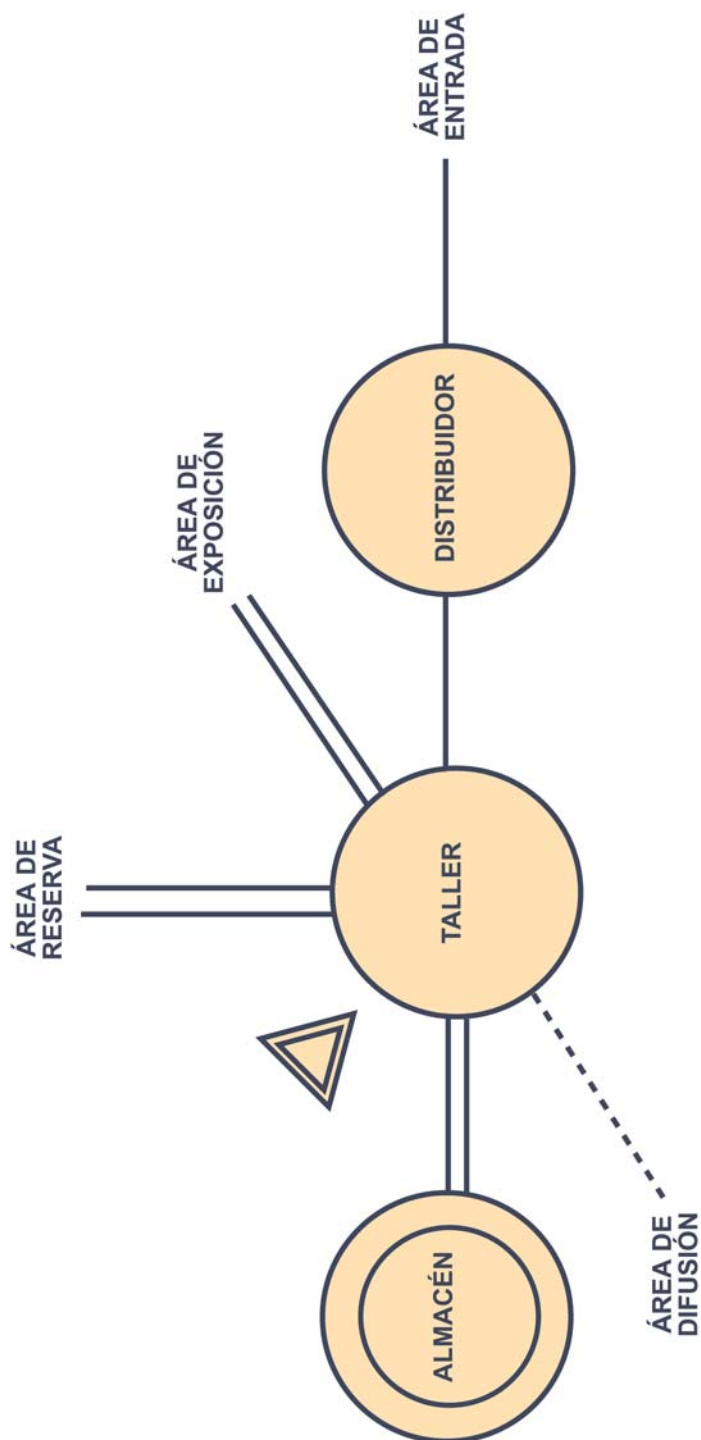 ÁREA DE
RESERVA
ÁREA DE
EXPOSICIÓN
ALMACÉN
TALLER
DISTRIBUIDOR
ÁREA DE
ENTRADA
ÁREA DE
DIFUSIÓN